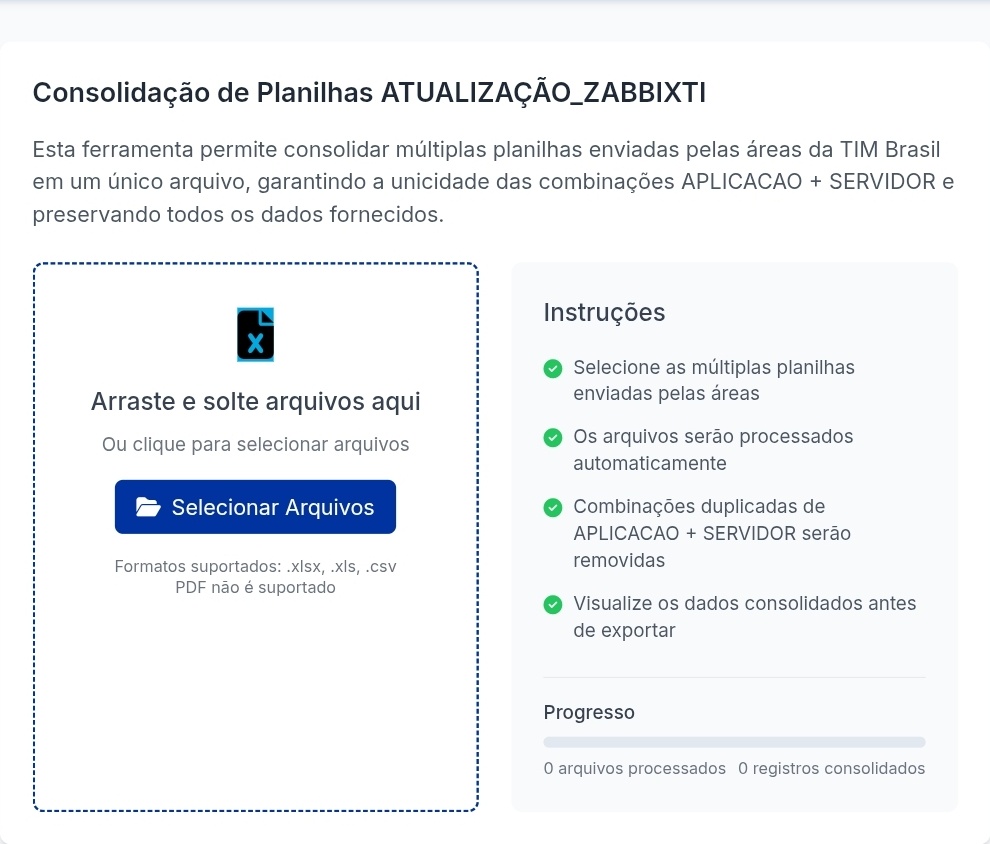 Consolidação de Planilhas ATUALIZAÇÃO_ZABBIXTI
Esta ferramenta permite consolidar múltiplas planilhas enviadas pelas áreas da TIM Brasil
em um único arquivo, garantindo a unicidade das combinações APLICACAO + SERVIDOR e
preservando todos os dados fornecidos.
X
Arraste e solte arquivos aqui
Ou clique para selecionar arquivos
Selecionar Arquivos
Formatos suportados: .xlsx, .xls, .csv
PDF não é suportado
Instruções
Selecione as múltiplas planilhas
enviadas pelas áreas
Os arquivos serão processados
automaticamente
Combinações duplicadas de
APLICACAO + SERVIDOR serão
removidas
Visualize os dados consolidados antes
de exportar
Progresso
0 arquivos processados 0 registros consolidados